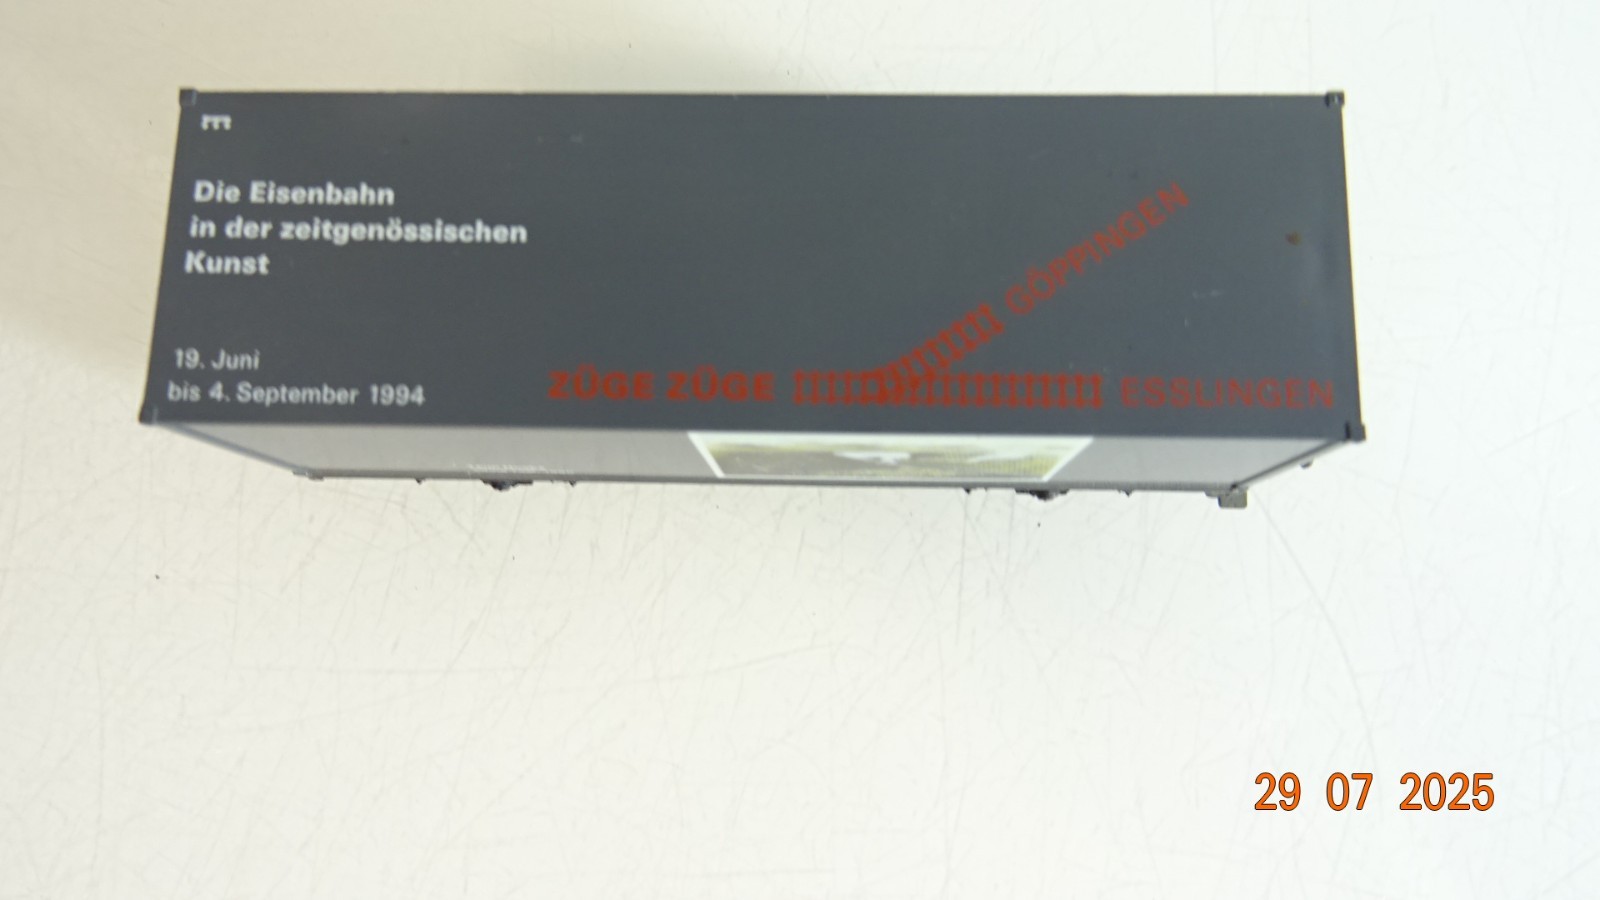 Die Eisenbahn
in der zeitgenössischen
Kunst
19. Juni
bis 4. September 1994
ZÜGE ZÜGE
GÖPPINGEN
ESSLINGEN
29 07 2025